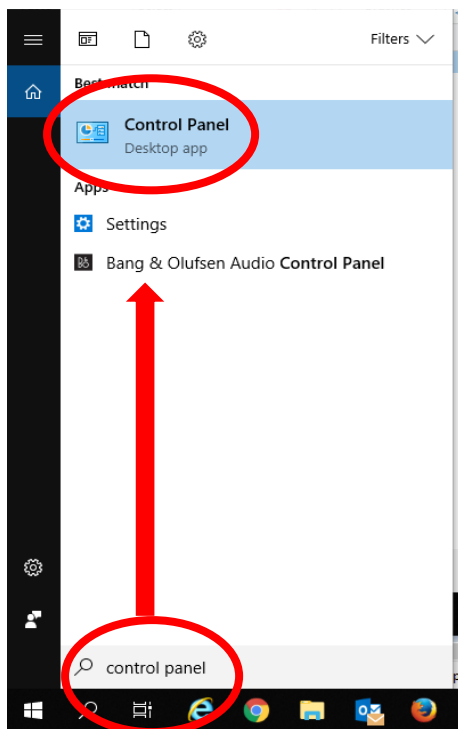 Filters
Best match
Control Panel
Desktop app
Apps
Settings
Bang & Olufsen Audio Control Panel
control panel